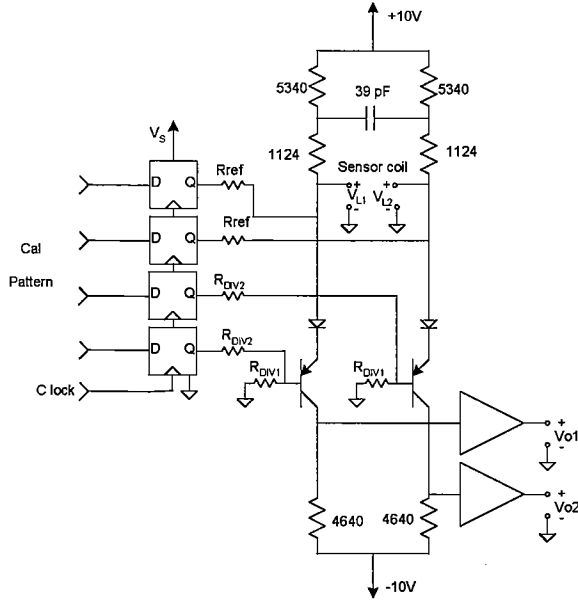 +10V
5340
5340
39 pF
1124
1124
Sensor coil
+
VL1
-
+
VL2
-
VS
D Q
Rref
D Q
Rref
Cal
Pattern
D Q
RDIV2
D Q
RDIV2
RDIV1
RDIV1
Clock
+
Vo1
-
+
Vo2
-
4640
4640
-10V